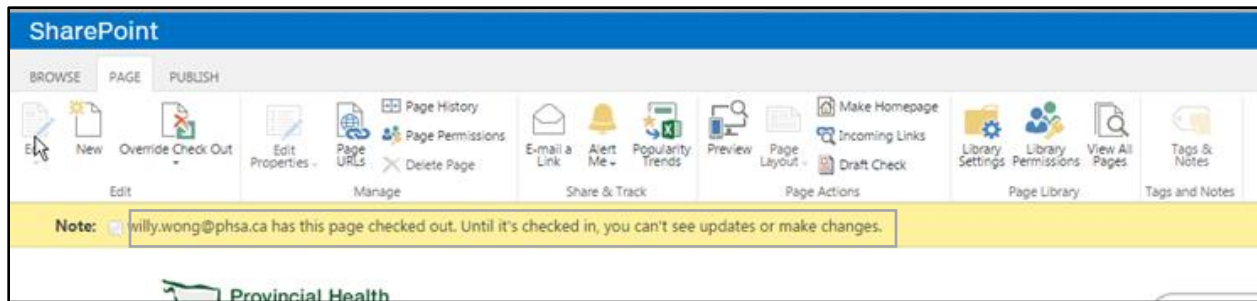 SharePoint
BROWSE PAGE PUBLISH
New
Override Check Out
Edit
Properties
Page
URLs
Page History
Page Permissions
Delete Page
E-mail a
Link
Alert
Me
Popularity
Trends
Preview
Page
Layout
Make Homepage
Incoming Links
Draft Check
Library
Settings
Library
Permissions
View All
Pages
Tags &
Notes
Edit
Manage
Share & Track
Page Actions
Page Library
Tags and Notes
Note: willy.wong@phsa.ca has this page checked out. Until it's checked in, you can't see updates or make changes.
Provincial Health